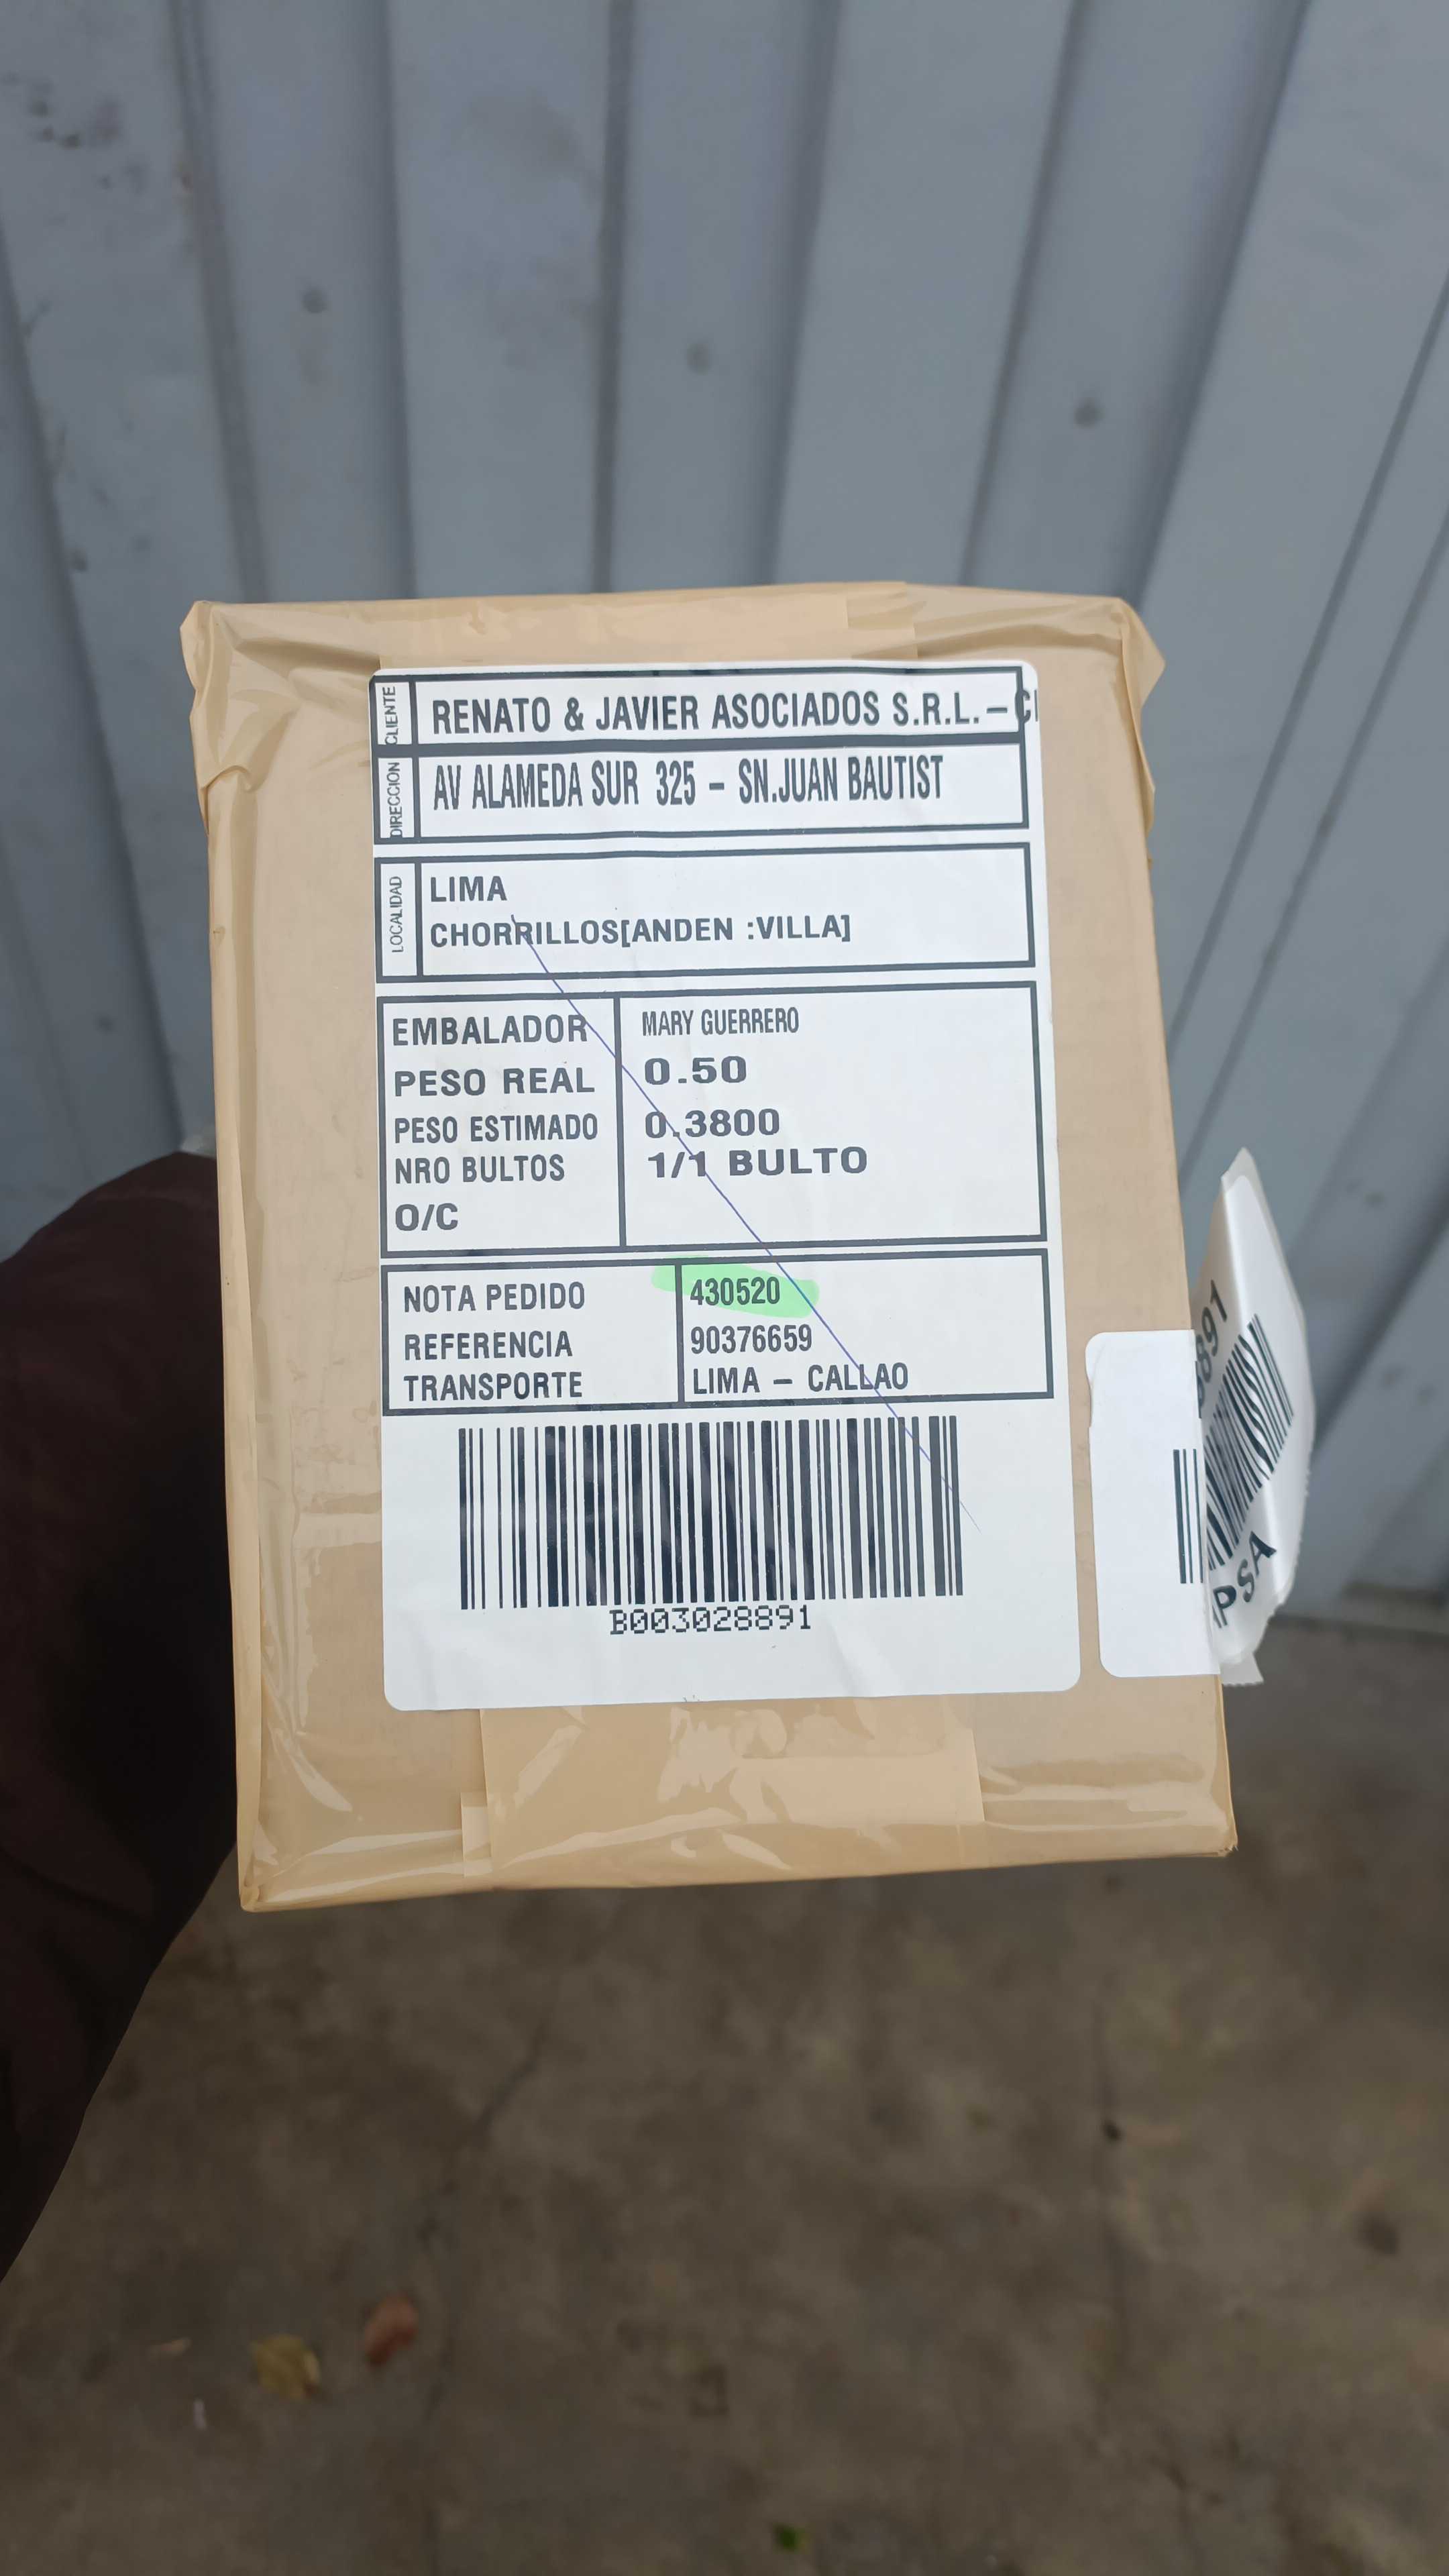 CLIENTE
RENATO & JAVIER ASOCIADOS S.R.L. -
DIRECCION
AV ALAMEDA SUR 325 - SN.JUAN BAUTIST
LOCALIDAD
LIMA
CHORRILLOS[ANDEN :VILLA]
EMBALADOR MARY GUERRERO
PESO REAL 0.50
PESO ESTIMADO 0.3800
NRO BULTOS 1/1 BULTO
O/C
NOTA PEDIDO 430520
REFERENCIA 90376659
TRANSPORTE LIMA - CALLAO
B003028891